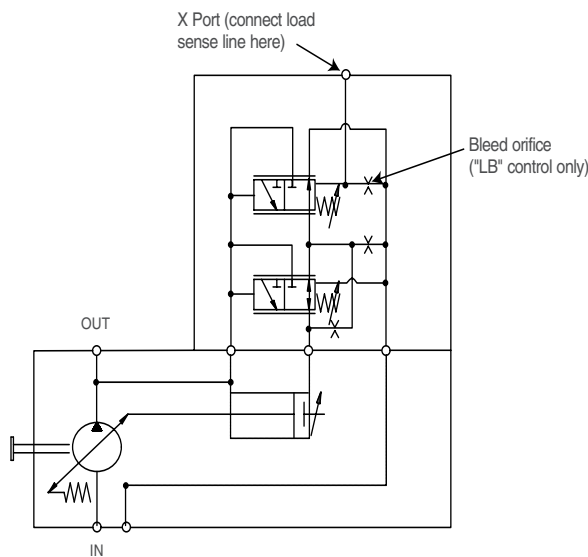 X Port (connect load
sense line here)
Bleed orifice
("LB" control only)
OUT
IN